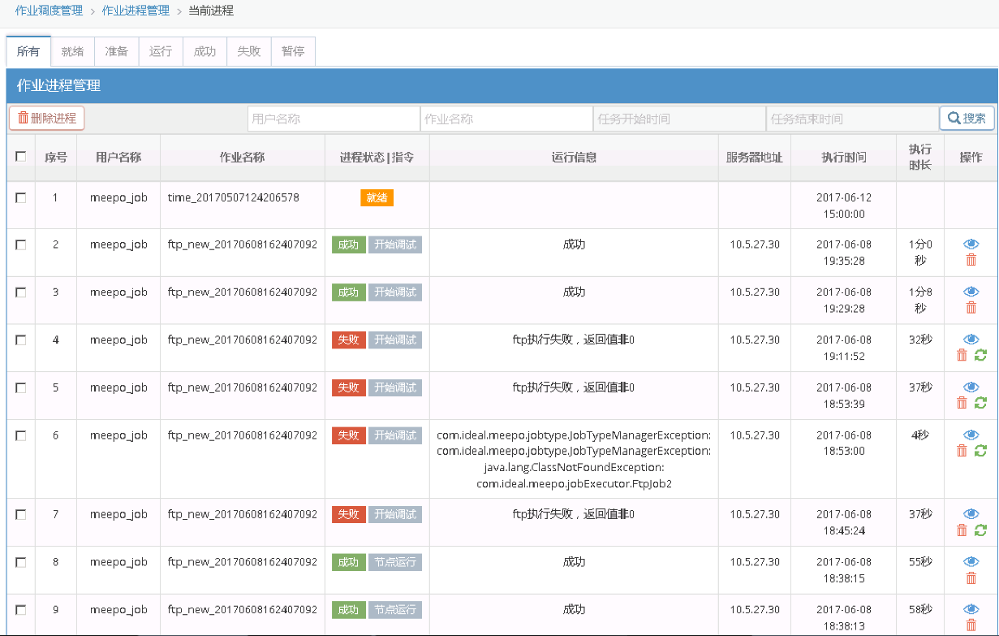 作业调度管理 > 作业进程管理 > 当前进程
所有 就绪 准备 运行 成功 失败 暂停
作业进程管理
删除进程 用户名称 作业名称 任务开始时间 任务结束时间 搜索
序号 用户名称 作业名称 进程状态|指令 运行信息 服务器地址 执行时间 执行 操作
时长
1 meepo_job time_20170507124206578 就绪 2017-06-12
15:00:00
2 meepo_job ftp_new_20170608162407092 成功 开始调试 成功 10.5.27.30 2017-06-08 1分0
19:35:28 秒
3 meepo_job ftp_new_20170608162407092 成功 开始调试 成功 10.5.27.30 2017-06-08 1分8
19:29:28 秒
4 meepo_job ftp_new_20170608162407092 失败 开始调试 ftp执行失败，返回值非0 10.5.27.30 2017-06-08 32秒
19:11:52
5 meepo_job ftp_new_20170608162407092 失败 开始调试 ftp执行失败，返回值非0 10.5.27.30 2017-06-08 37秒
18:53:39
6 meepo_job ftp_new_20170608162407092 失败 开始调试 com.ideal.meepo.jobtype.JobTypeManagerException: 10.5.27.30 2017-06-08 4秒
com.ideal.meepo.jobtype.JobTypeManagerException: 18:53:00
java.lang.ClassNotFoundException:
com.ideal.meepo.jobExecutor.FtpJob2
7 meepo_job ftp_new_20170608162407092 失败 开始调试 ftp执行失败，返回值非0 10.5.27.30 2017-06-08 37秒
18:45:24
8 meepo_job ftp_new_20170608162407092 成功 节点运行 成功 10.5.27.30 2017-06-08 55秒
18:38:15
9 meepo_job ftp_new_20170608162407092 成功 节点运行 成功 10.5.27.30 2017-06-08 58秒
18:38:13